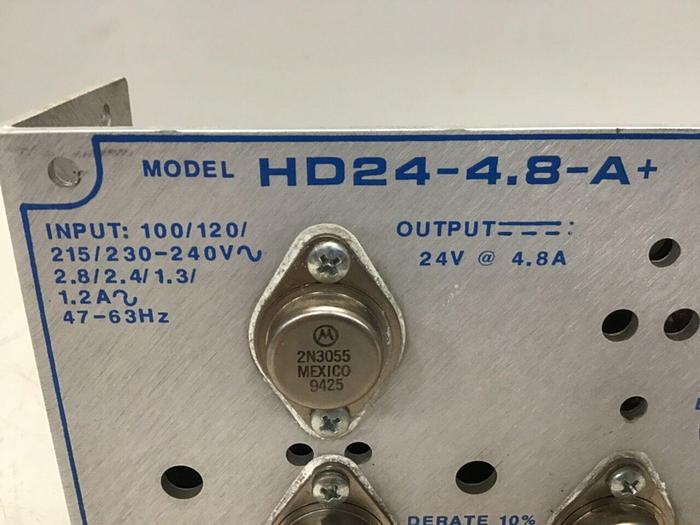 MODEL HD24-4.8-A+
INPUT: 100/120/
215/230-240V∿
2.8/2.4/1.3/
1.2A∿
47-63Hz
OUTPUT⎓:
24V @ 4.8A
2N3055
MEXICO
9425
DERATE 10%